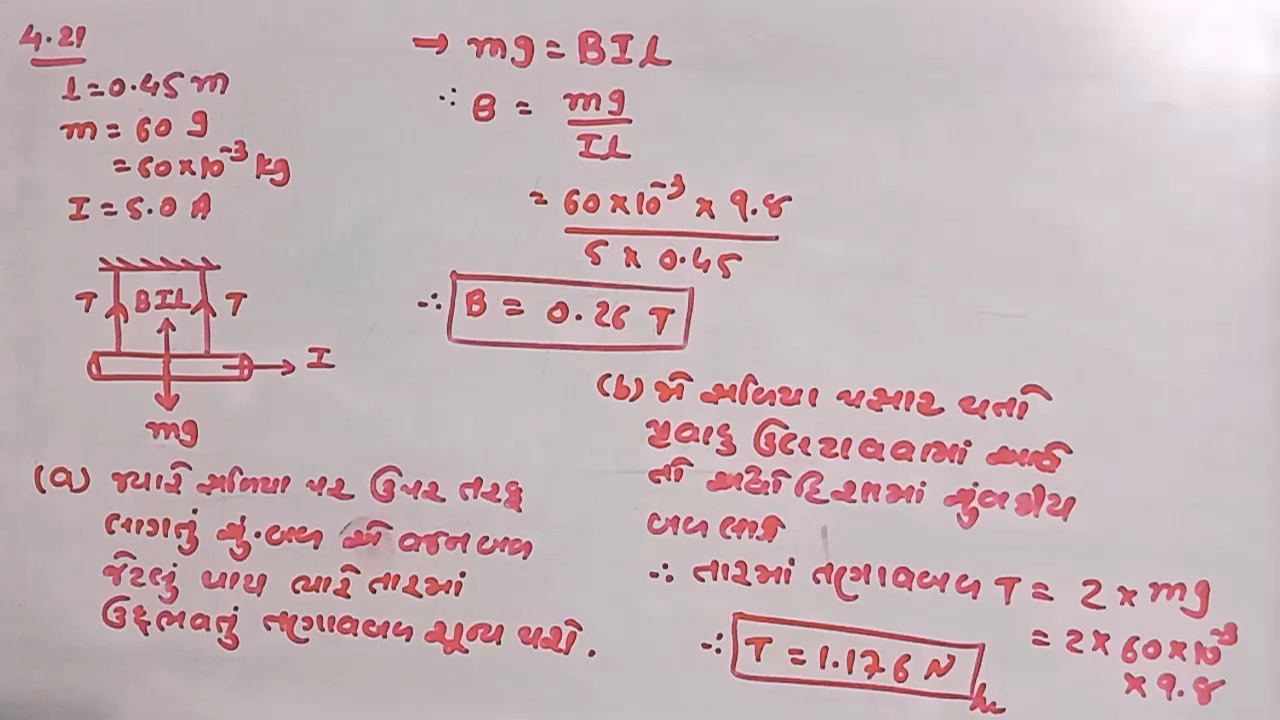 4.21
l = 0.45 m
m = 60 g
= 60 × 10⁻³ kg
I = 5.0 A
T BIL T
I
mg
(a) જ્યારે સળિયા પર ઉપર તરફ
લાગતું ચું.બળ એ વજનબળ
જેટલું થાય ત્યારે તારમાં
ઉદ્દભવતું તણાવબળ શૂન્ય થશે.
→ mg = BIL
∴ B = mg
IL
= 60 × 10⁻³ × 9.8
5 × 0.45
∴ B = 0.26 T
(b) જો સળિયા પસાર થતો
પ્રવાહ ઉલટાવવામાં આવે
તો વિરુદ્ધ દિશામાં ચુંબકીય
બળ લાગે
∴ તારમાં તણાવબળ T = 2 × mg
= 2 × 60 × 10⁻³
× 9.8
∴ T = 1.176 N